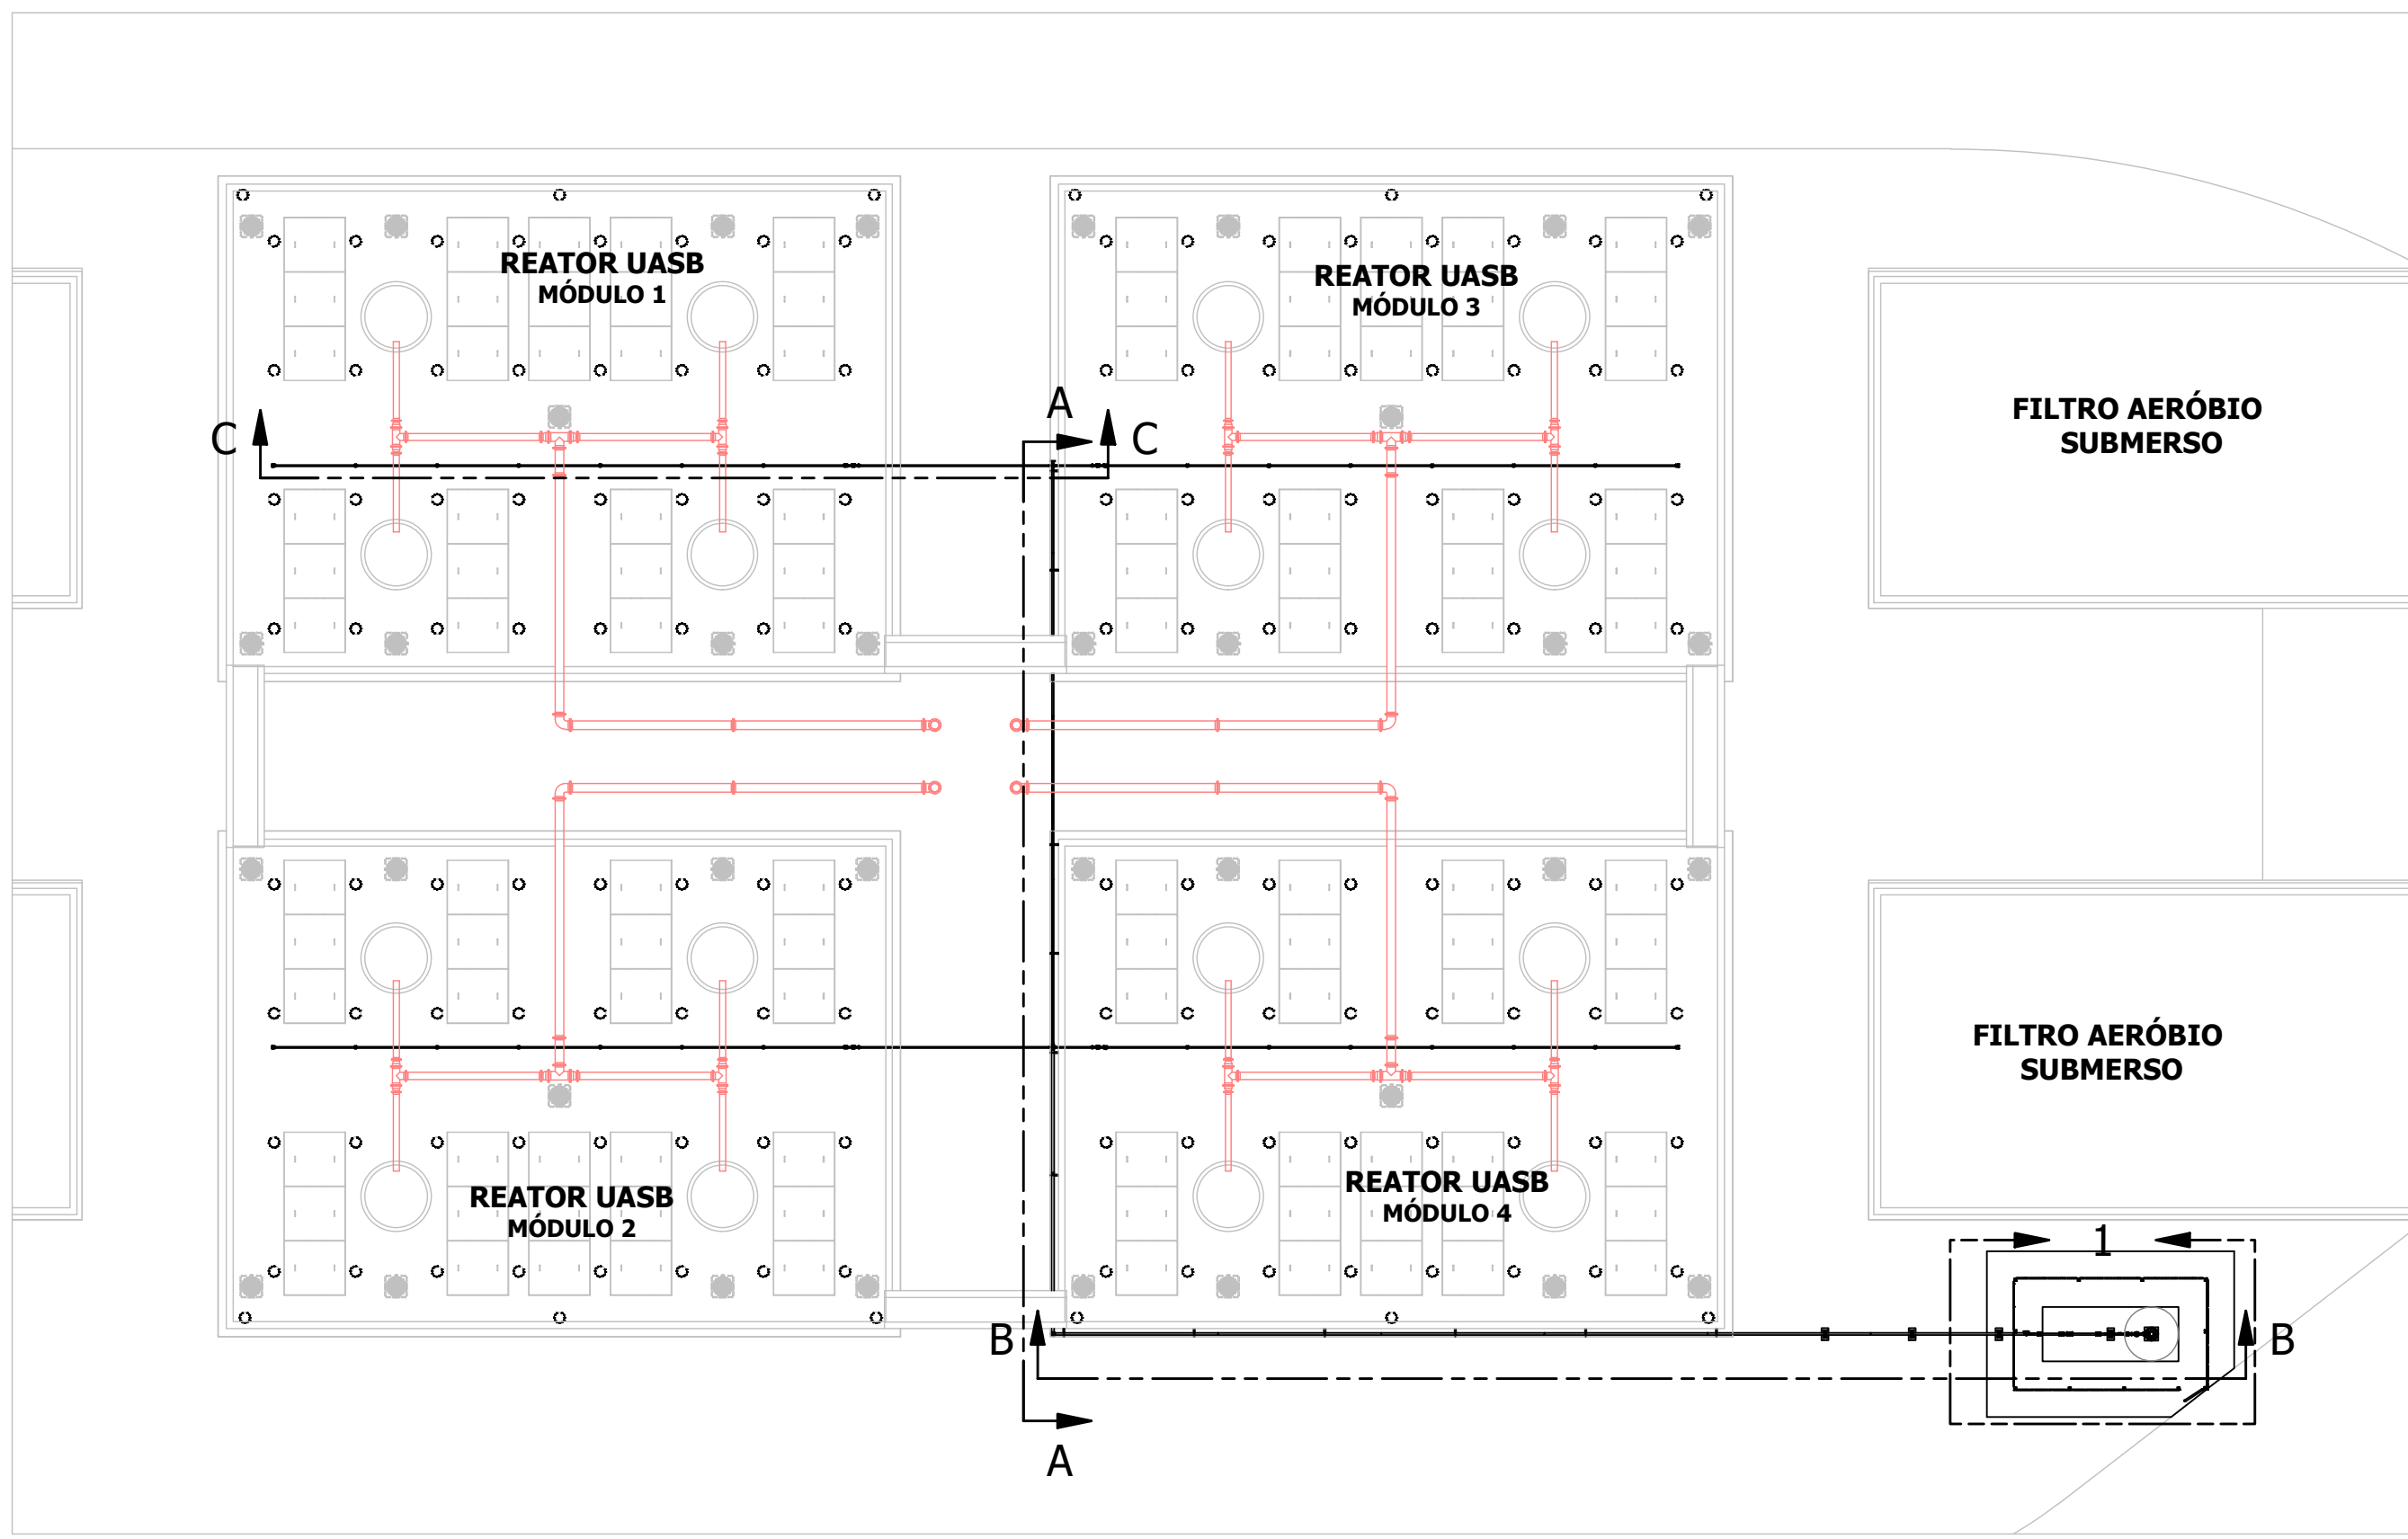 REATOR UASB
MÓDULO 1
REATOR UASB
MÓDULO 3
A
C
C
FILTRO AERÓBIO
SUBMERSO
FILTRO AERÓBIO
SUBMERSO
REATOR UASB
MÓDULO 2
REATOR UASB
MÓDULO 4
1
B
B
A